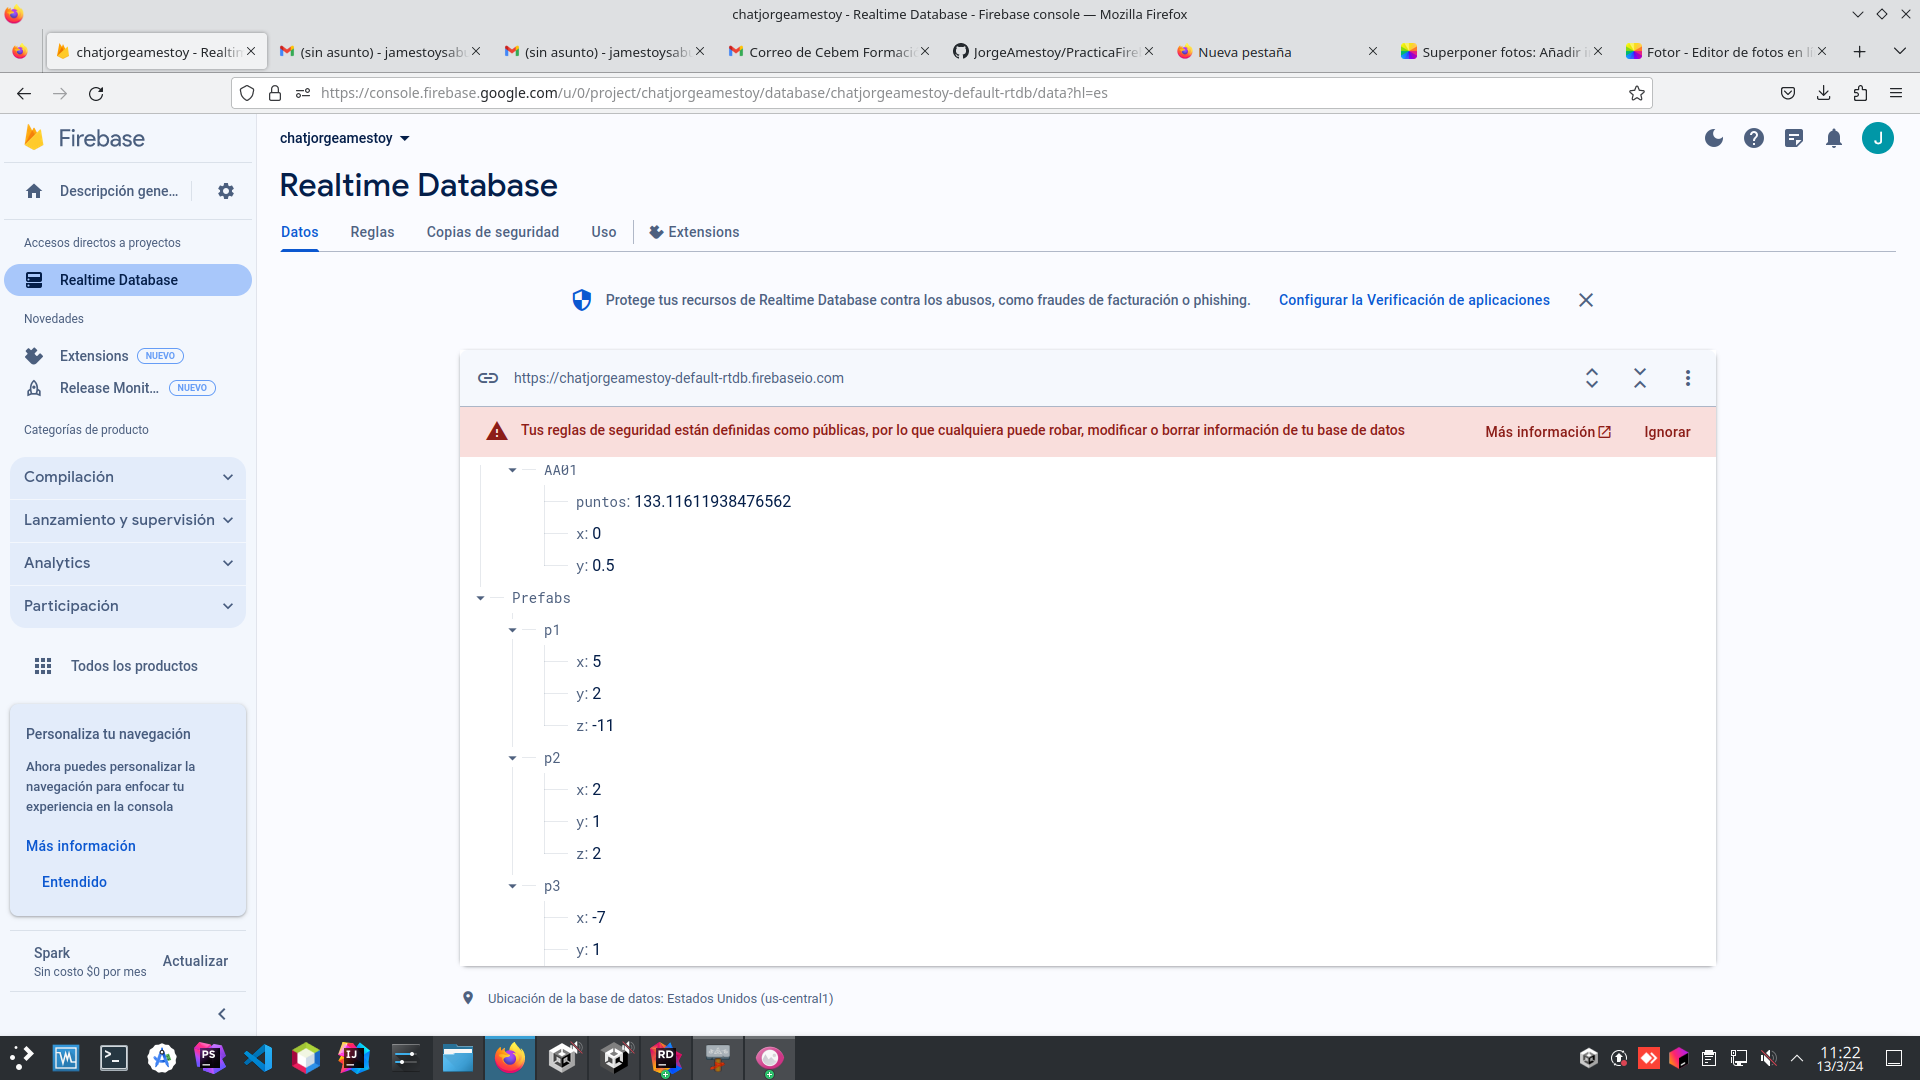 chatjorgeamestoy - Realtime Database - Firebase console — Mozilla Firefox
chatjorgeamestoy - Realtim
(sin asunto) - jamestoysab
(sin asunto) - jamestoysab
Correo de Cebem Formaci
JorgeAmestoy/PracticaFire
Nueva pestaña
Superponer fotos: Añadir i
Fotor - Editor de fotos en lí
https://console.firebase.google.com/u/0/project/chatjorgeamestoy/database/chatjorgeamestoy-default-rtdb/data?hl=es
Firebase
chatjorgeamestoy
J
Descripción gene...
Realtime Database
Datos
Reglas
Copias de seguridad
Uso
Extensions
Accesos directos a proyectos
Realtime Database
Novedades
Extensions NUEVO
Release Monit... NUEVO
Categorías de producto
Compilación
Lanzamiento y supervisión
Analytics
Participación
Todos los productos
Personaliza tu navegación
Ahora puedes personalizar la
navegación para enfocar tu
experiencia en la consola
Más información
Entendido
Spark
Sin costo $0 por mes
Actualizar
Protege tus recursos de Realtime Database contra los abusos, como fraudes de facturación o phishing.
Configurar la Verificación de aplicaciones
https://chatjorgeamestoy-default-rtdb.firebaseio.com
Tus reglas de seguridad están definidas como públicas, por lo que cualquiera puede robar, modificar o borrar información de tu base de datos
Más información
Ignorar
AA01
puntos: 133.11611938476562
x: 0
y: 0.5
Prefabs
p1
x: 5
y: 2
z: -11
p2
x: 2
y: 1
z: 2
p3
x: -7
y: 1
Ubicación de la base de datos: Estados Unidos (us-central1)
PS
IJ
RD
11:22
13/3/24